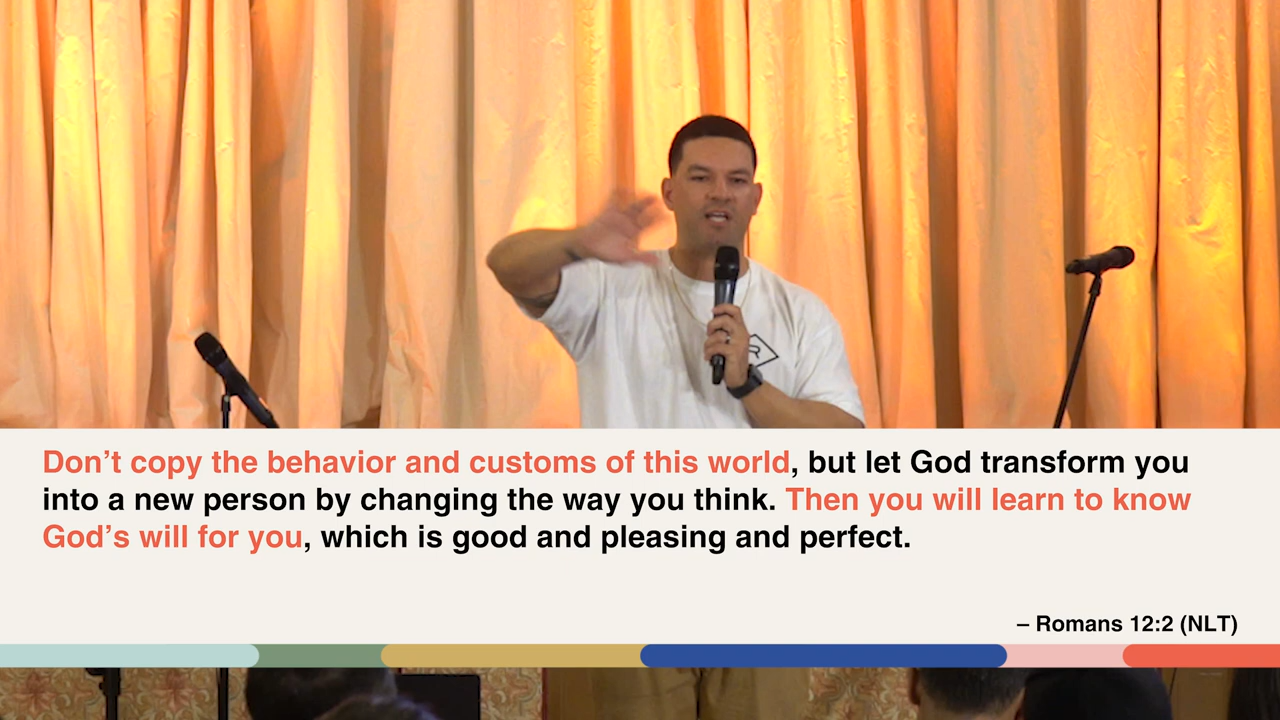 R
Don’t copy the behavior and customs of this world, but let God transform you
into a new person by changing the way you think. Then you will learn to know
God’s will for you, which is good and pleasing and perfect.
– Romans 12:2 (NLT)